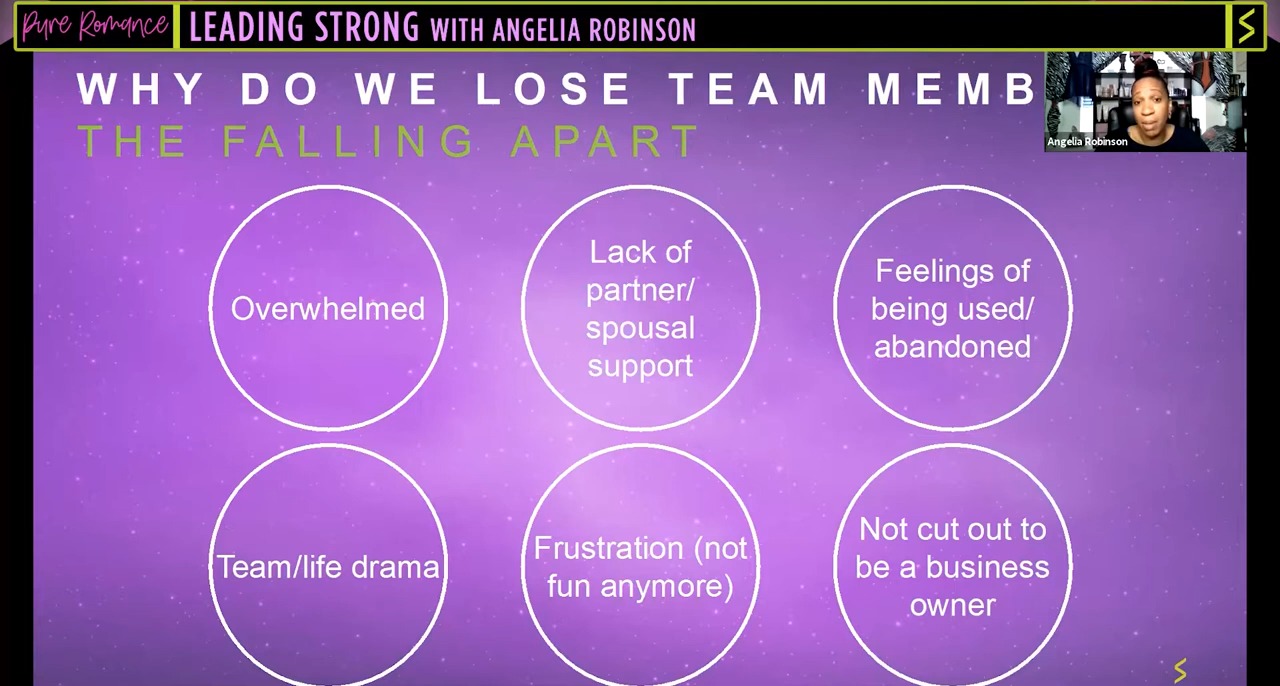 Pure Romance
LEADING STRONG WITH ANGELIA ROBINSON
WHY DO WE LOSE TEAM MEMB
THE FALLING APART
Angelia Robinson
Overwhelmed
Lack of
partner/
spousal
support
Feelings of
being used/
abandoned
Team/life drama
Frustration (not
fun anymore)
Not cut out to
be a business
owner